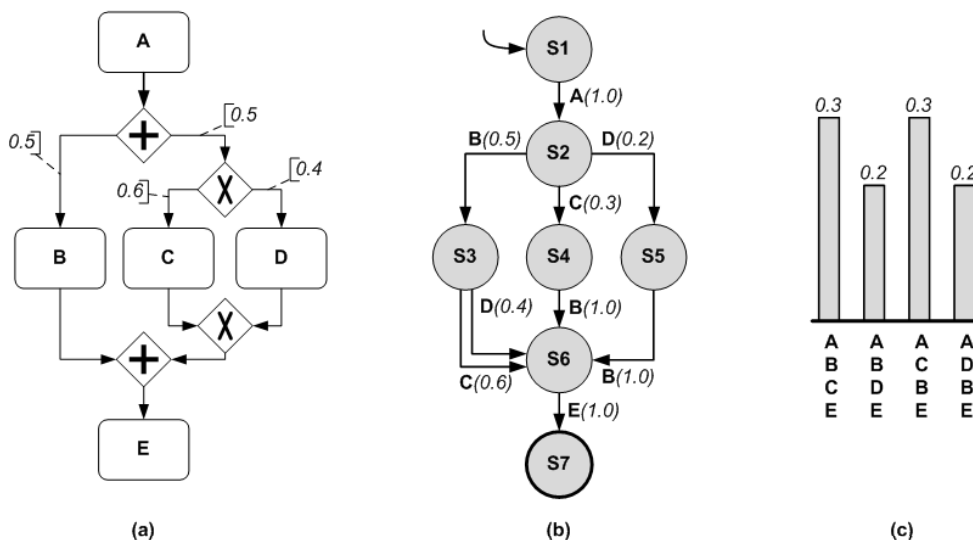 A
0.5
0.5
0.6
0.4
B
C
D
E
(a)
S1
A(1.0)
S2
B(0.5)
D(0.2)
C(0.3)
S3
S4
S5
D(0.4)
B(1.0)
S6
C(0.6)
B(1.0)
E(1.0)
S7
(b)
0.3
0.2
0.3
0.2
A A A A
B B C D
C D B B
E E E E
(c)